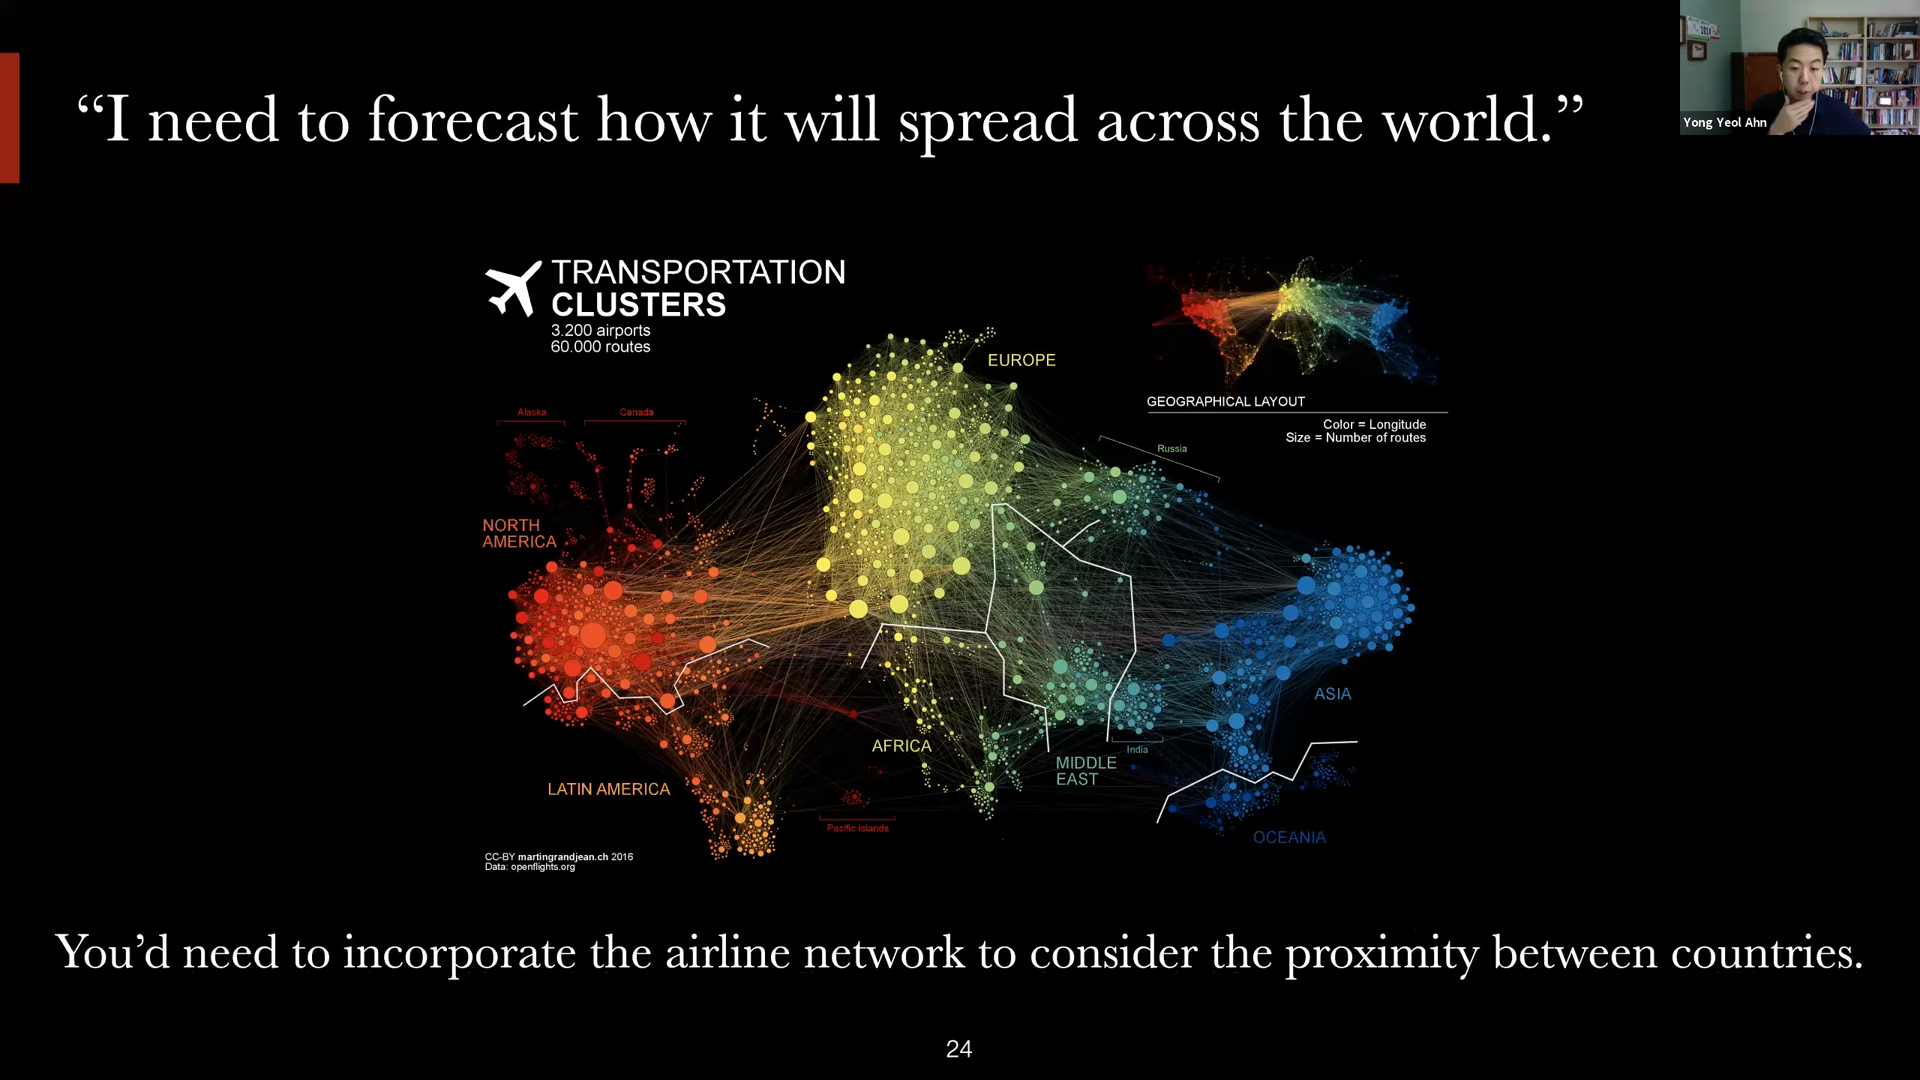 “I need to forecast how it will spread across the world.”
Yong Yeol Ahn
TRANSPORTATION
CLUSTERS
3.200 airports
60.000 routes
EUROPE
GEOGRAPHICAL LAYOUT
Color = Longitude
Size = Number of routes
Alaska
Canada
Russia
NORTH
AMERICA
ASIA
AFRICA
India
MIDDLE
EAST
LATIN AMERICA
Pacific islands
OCEANIA
CC-BY martingrandjean.ch 2016
Data: openflights.org
You’d need to incorporate the airline network to consider the proximity between countries.
24